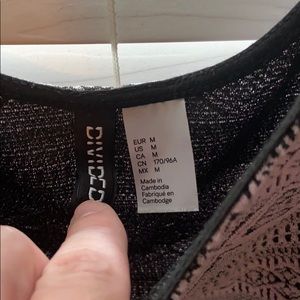 DIVIDED
EUR M
US M
CA M
CN 170/96A
MX M
Made in
Cambodia
Fabriqué en
Cambodge